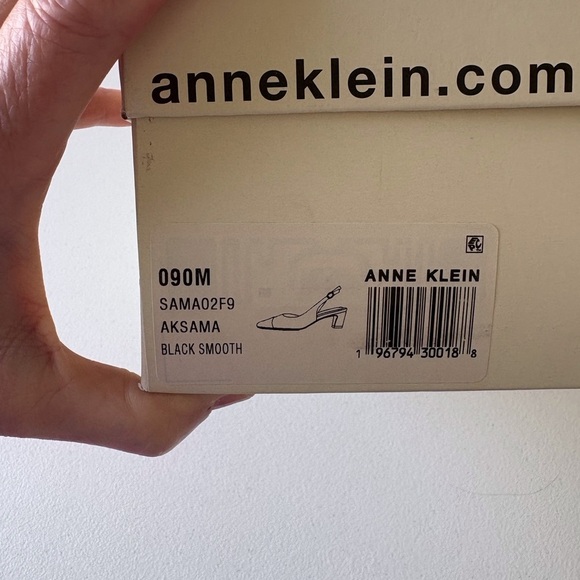 anneklein.com
090M
SAMA02F9
AKSAMA
BLACK SMOOTH
ANNE KLEIN
1 96794 30018 8